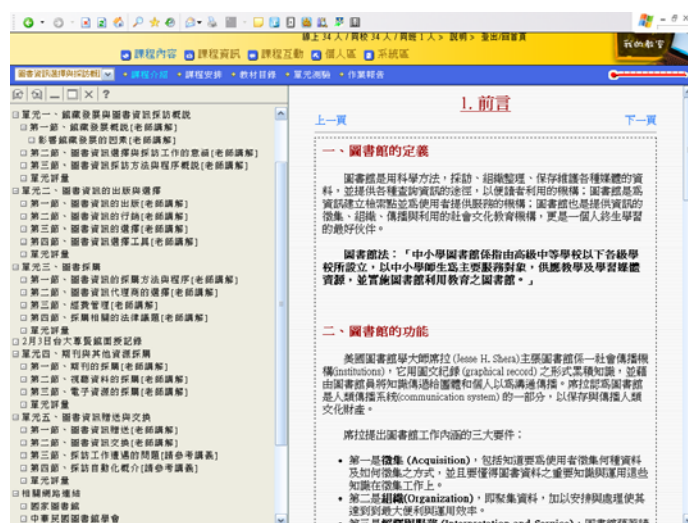 線上 34 人 / 同校 34 人 / 同班 1 人 > 說明 > 登出/回首頁
課程內容 課程資訊 課程互動 個人區 系統區
我的教室
圖書資訊選擇與採訪 課程介紹 課程安排 教材目錄 單元測驗 作業報告
1. 前言
上一頁 下一頁
單元一、館藏發展與圖書資訊採訪概說
第一節、館藏發展概說[老師講解]
影響館藏發展的因素[老師講解]
第二節、圖書資訊選擇與採訪工作的意涵[老師講解]
第三節、圖書資訊採訪方法與程序概說[老師講解]
單元評量
單元二、圖書資訊的出版與選擇
第一節、圖書資訊的出版[老師講解]
第二節、圖書資訊的行銷[老師講解]
第三節、圖書資訊的選擇[老師講解]
第四節、圖書資訊選擇工具[老師講解]
單元評量
單元三、圖書採購
第一節、圖書資訊的採購方法與程序[老師講解]
第二節、圖書資訊代理商的選擇[老師講解]
第三節、經費管理[老師講解]
第四節、採購相關的法律議題[老師講解]
單元評量
2月3日台大專賢館面授記錄
單元四、期刊與其他資源採購
第一節、期刊的採購[老師講解]
第二節、視聽資料的採購[老師講解]
第三節、電子資源的採購[老師講解]
單元評量
單元五、圖書資訊贈送與交換
第一節、圖書資訊贈送[老師講解]
第二節、圖書資訊交換[老師講解]
第三節、採訪工作遭遇的問題[請參考講義]
第四節、採訪自動化概介[請參考講義]
單元評量
相關網站連結
國家圖書館
中華民國圖書館學會
一、圖書館的定義
圖書館是用科學方法，採訪、組織整理、保存維護各種媒體的資
料，並提供各種查詢資訊的途徑，以便讀者利用的機構；圖書館是為
資訊建立檢索點並為使用者提供服務的機構；圖書館也是提供資訊的
徵集、組織、傳播與利用的社會文化教育機構，更是一個人終生學習
的最好伙伴。
圖書館法：「中小學圖書館係指由高級中等學校以下各級學
校所設立，以中小學師生為主要服務對象，供應教學及學習媒體
資源，並實施圖書館利用教育之圖書館。」
二、圖書館的功能
美國圖書館學大師席拉 (Jesse H. Shera)主張圖書館係一社會傳播機
構(institutions)，它用圖文紀錄 (graphical record) 之形式累積知識，並藉
由圖書館員將知識傳遞給團體和個人以為溝通傳播。席拉認為圖書館
是人類傳播系統(communication system) 的一部分，以保存與傳播人類
文化財產。
席拉提出圖書館工作內涵的三大要件：
第一是徵集 (Acquisition)，包括知道要為使用者徵集何種資料
及如何徵集之方式，並且要懂得圖書資料之重要知識與運用這些
知識在徵集工作上。
第二是組織(Organization)，即聚集資料，加以安排與處理使其
達到到最大便利與運用效率。